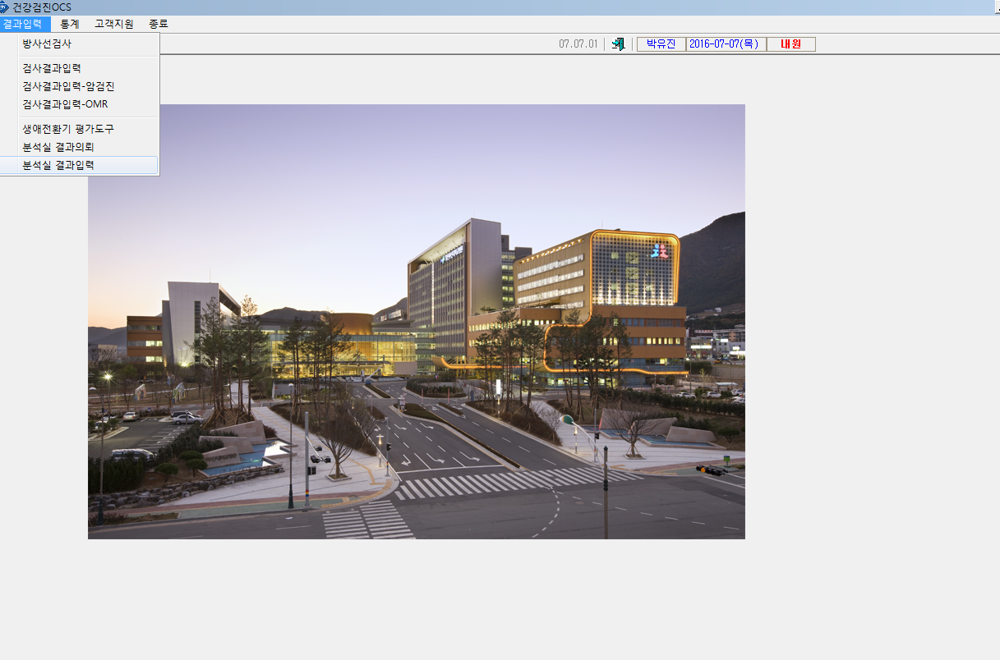 건강검진OCS
결과입력 통계 고객지원 종료
방사선검사
07.07.01 박유진 2016-07-07(목) 내원
검사결과입력
검사결과입력-암검진
검사결과입력-OMR
생애전환기 평가도구
분석실 결과의뢰
분석실 결과입력